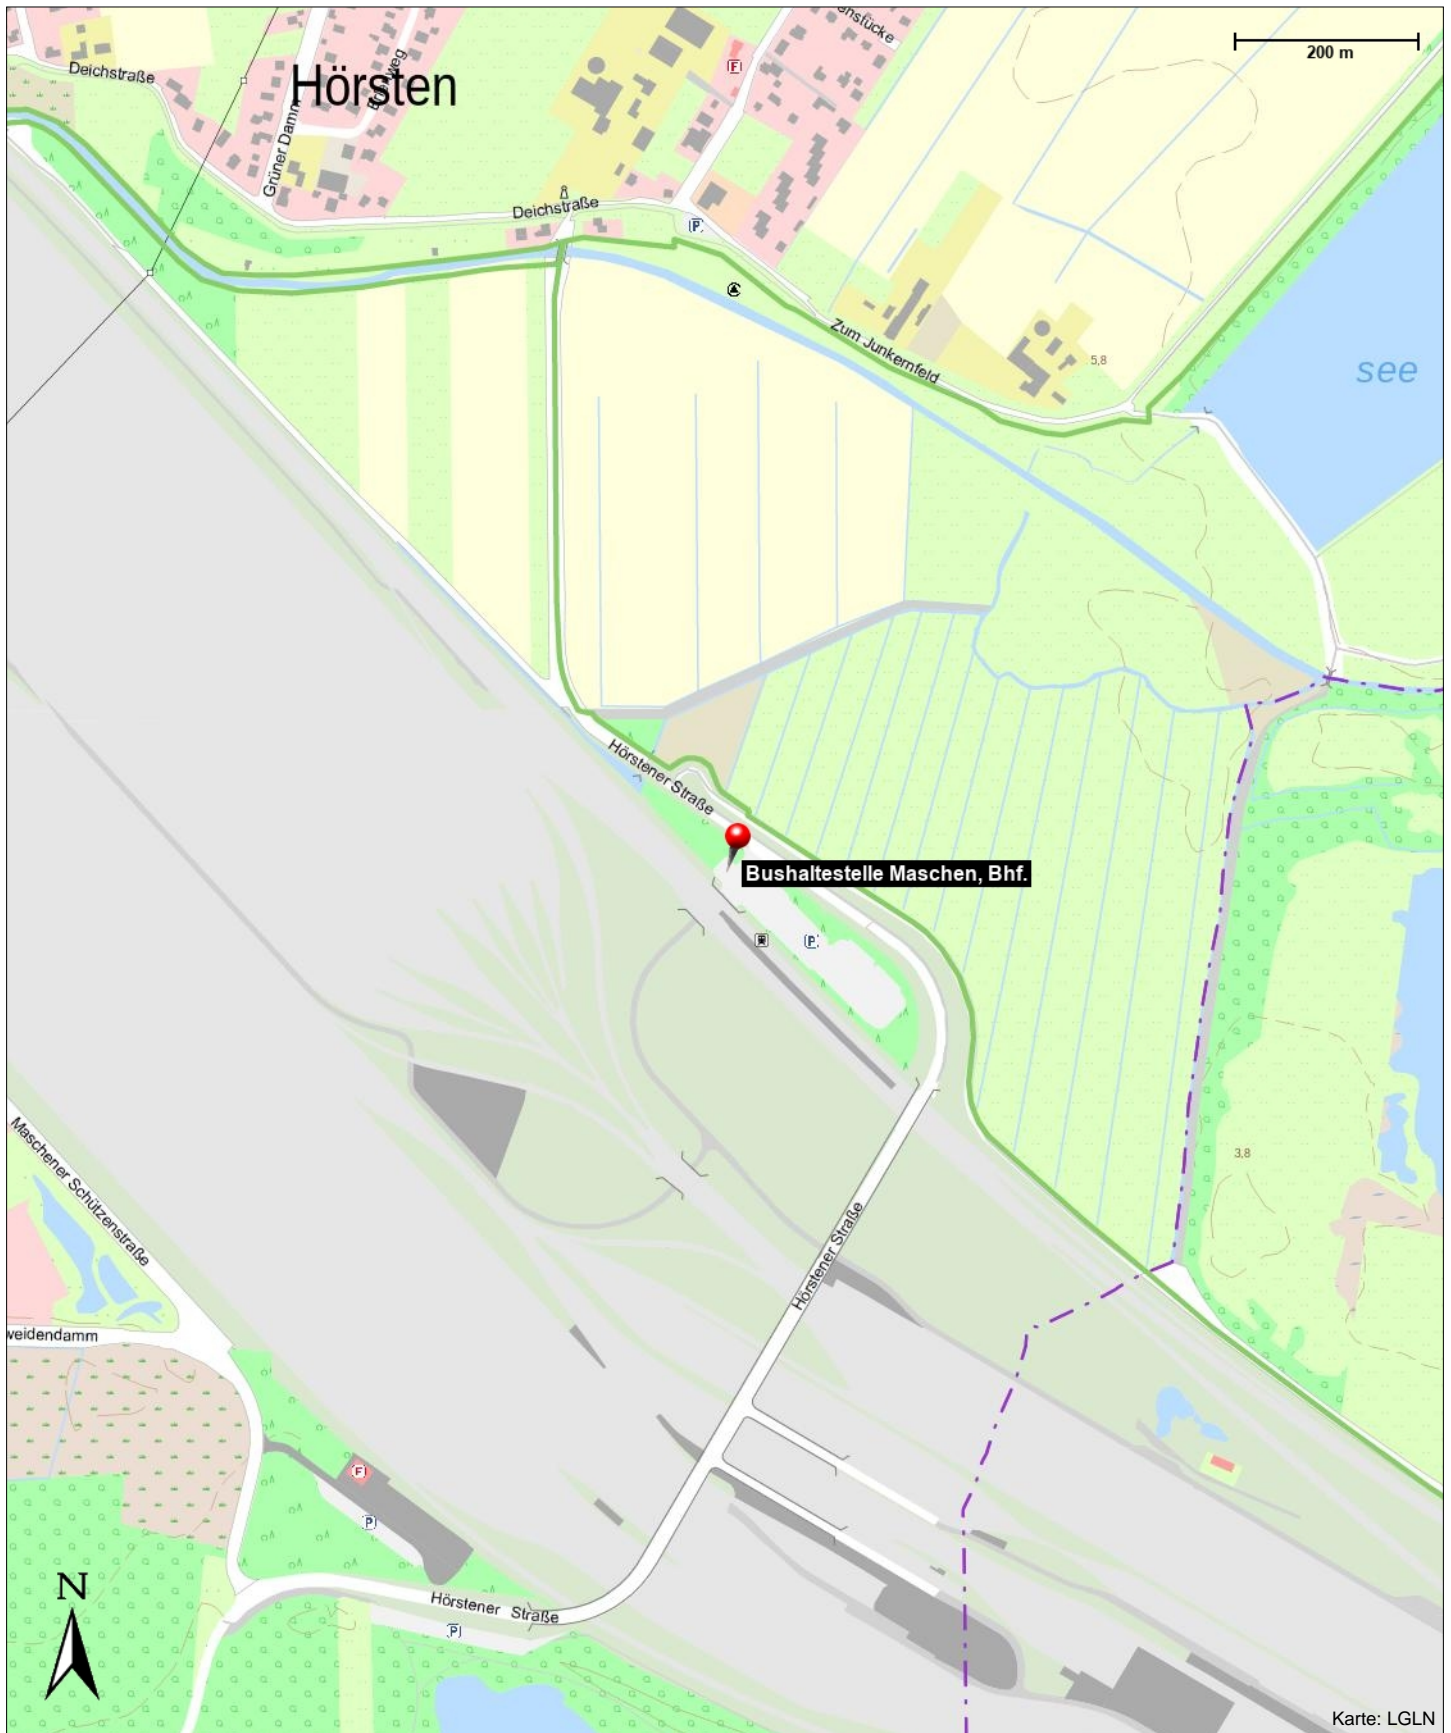 enstücke
200 m
Deichstraße
Hörsten
Grüner Damm
F
Deichstraße
P
Zum Junkernfeld
5,8
see
Hörstener Straße
Bushaltestelle Maschen, Bhf.
P
Maschener Schützenstraße
3,8
Hörstener Straße
weidendamm
F
P
N
Hörstener Straße
P
Karte: LGLN